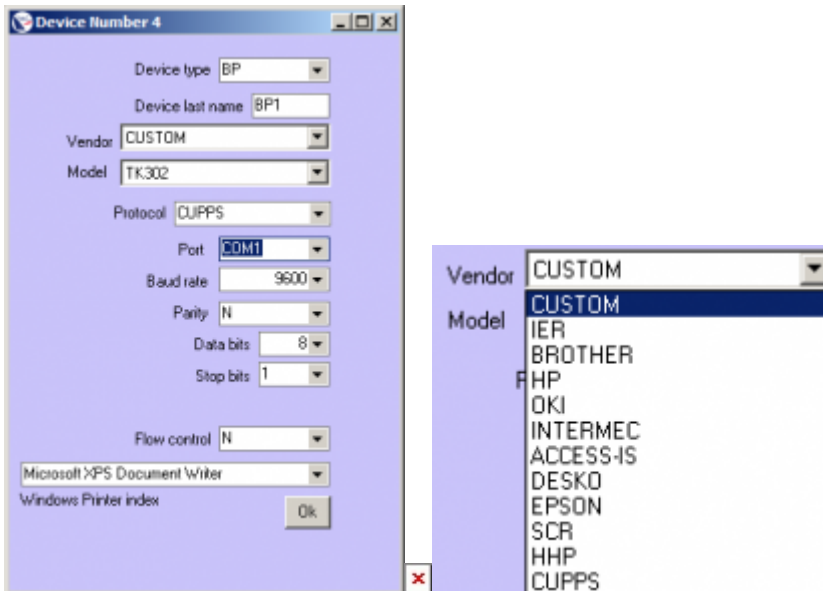 Device Number 4
Device type BP
Device last name BP1
Vendor CUSTOM
Model TK302
Protocol CUPPS
Port COM1
Baud rate 9600
Parity N
Data bits 8
Stop bits 1
Flow control N
Microsoft XPS Document Writer
Windows Printer index
Ok
Vendor CUSTOM
Model
CUSTOM
IER
BROTHER
HP
OKI
INTERMEC
ACCESS-IS
DESKO
EPSON
SCR
HHP
CUPPS